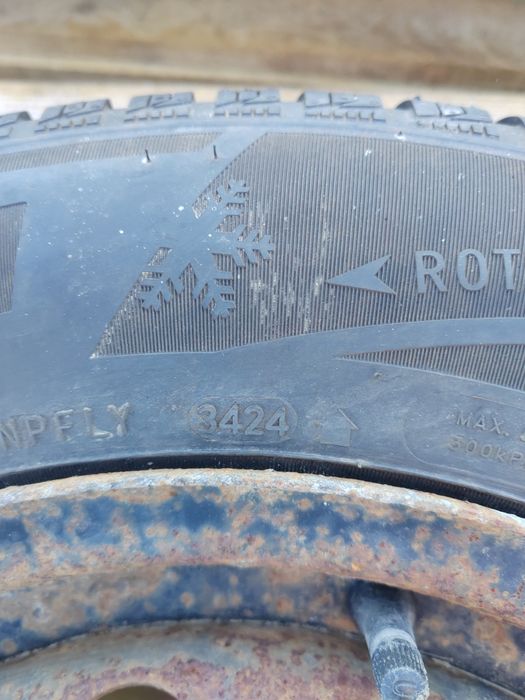 ROT
NPFLY
3424
MAX.
300KP